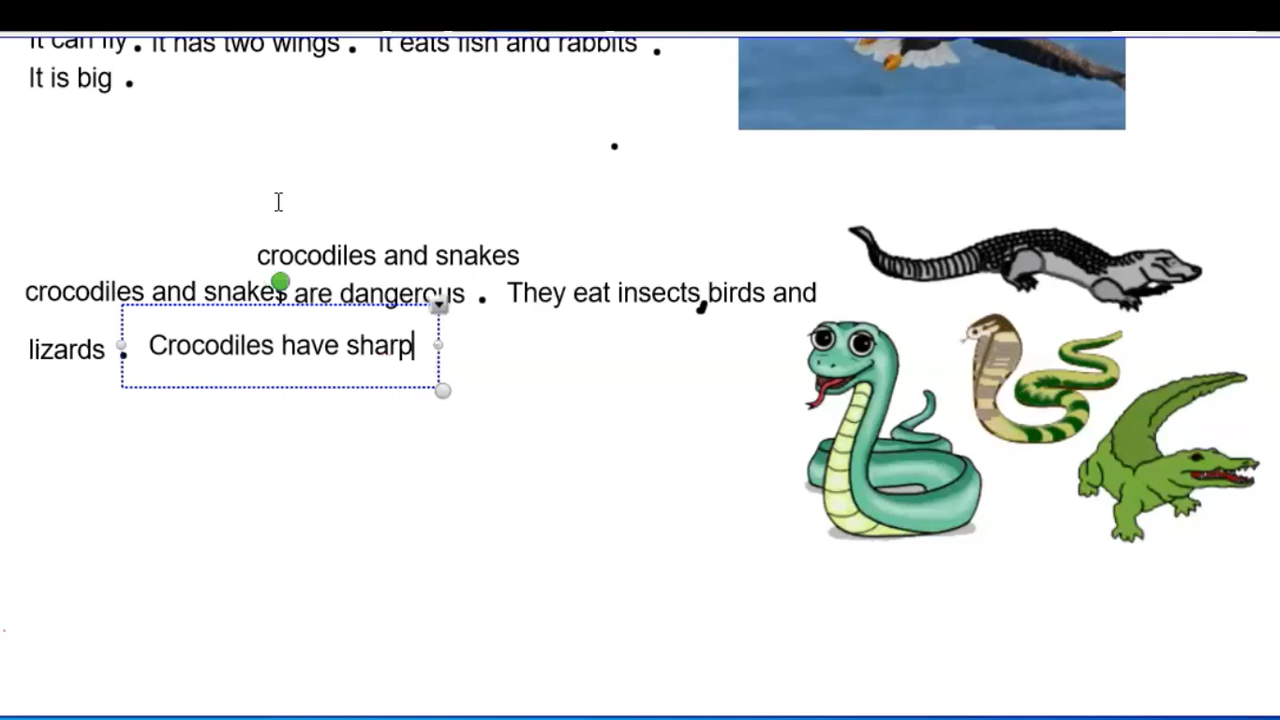 It can fly . It has two wings . It eats fish and rabbits .
It is big .
.
crocodiles and snakes
crocodiles and snakes are dangerous . They eat insects,birds and
lizards . Crocodiles have sharp